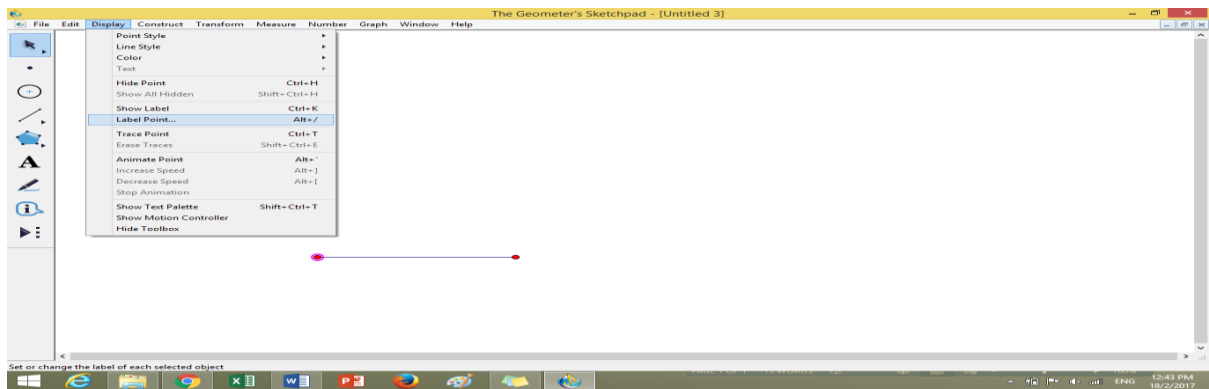 The Geometer's Sketchpad - [Untitled 3]
File Edit Display Construct Transform Measure Number Graph Window Help
Point Style
Line Style
Color
Text
Hide Point Ctrl+H
Show All Hidden Shift+Ctrl+H
Show Label Ctrl+K
Label Point... Alt+/
Trace Point Ctrl+T
Erase Traces Shift+Ctrl+E
Animate Point Alt+`
Increase Speed Alt+]
Decrease Speed Alt+[
Stop Animation
Show Text Palette Shift+Ctrl+T
Show Motion Controller
Hide Toolbox
A
Set or change the label of each selected object
ENG
12:43 PM
18/2/2017